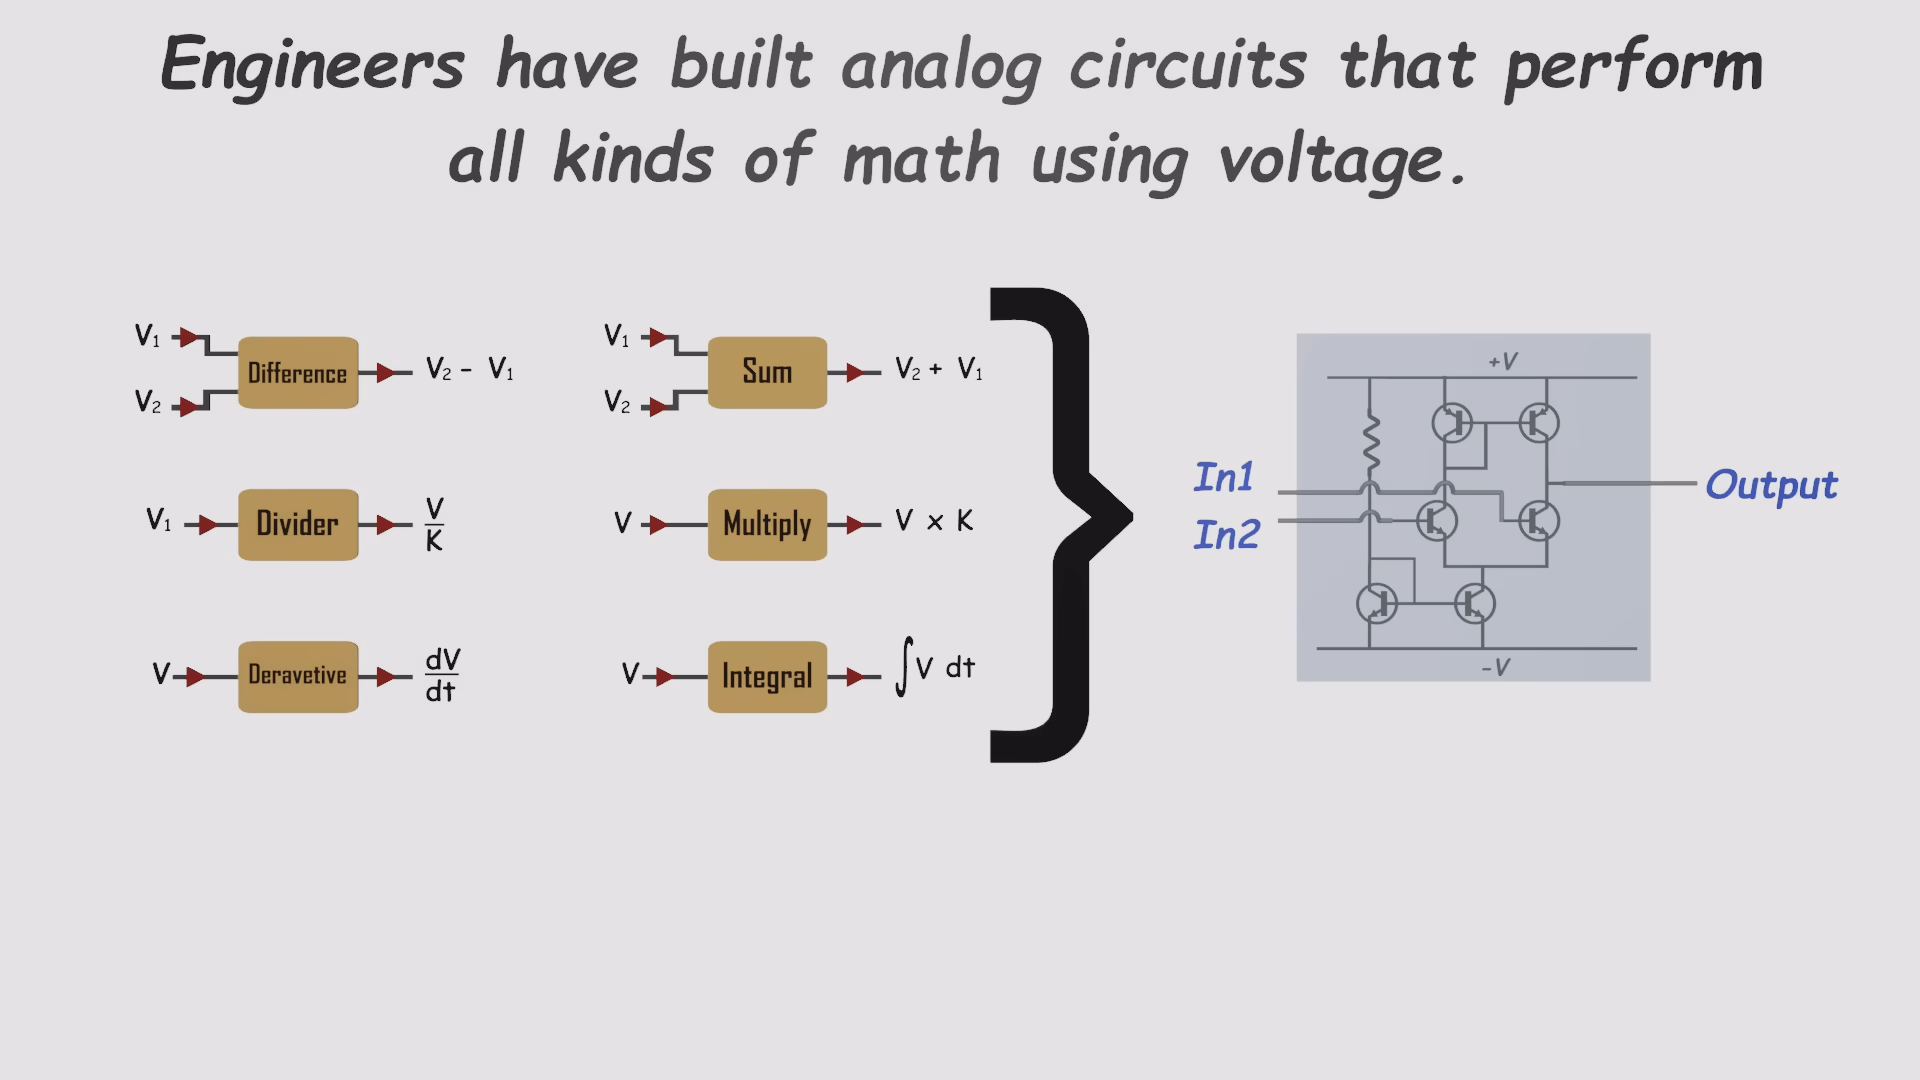 Engineers have built analog circuits that perform
all kinds of math using voltage.
V₁
V₂
Difference
V₂ - V₁
V₁
V₂
Sum
V₂ + V₁
V₁
Divider
V
K
V
Multiply
V x K
V
Deravetive
dV
dt
V
Integral
∫V dt
In1
In2
+V
-V
Output